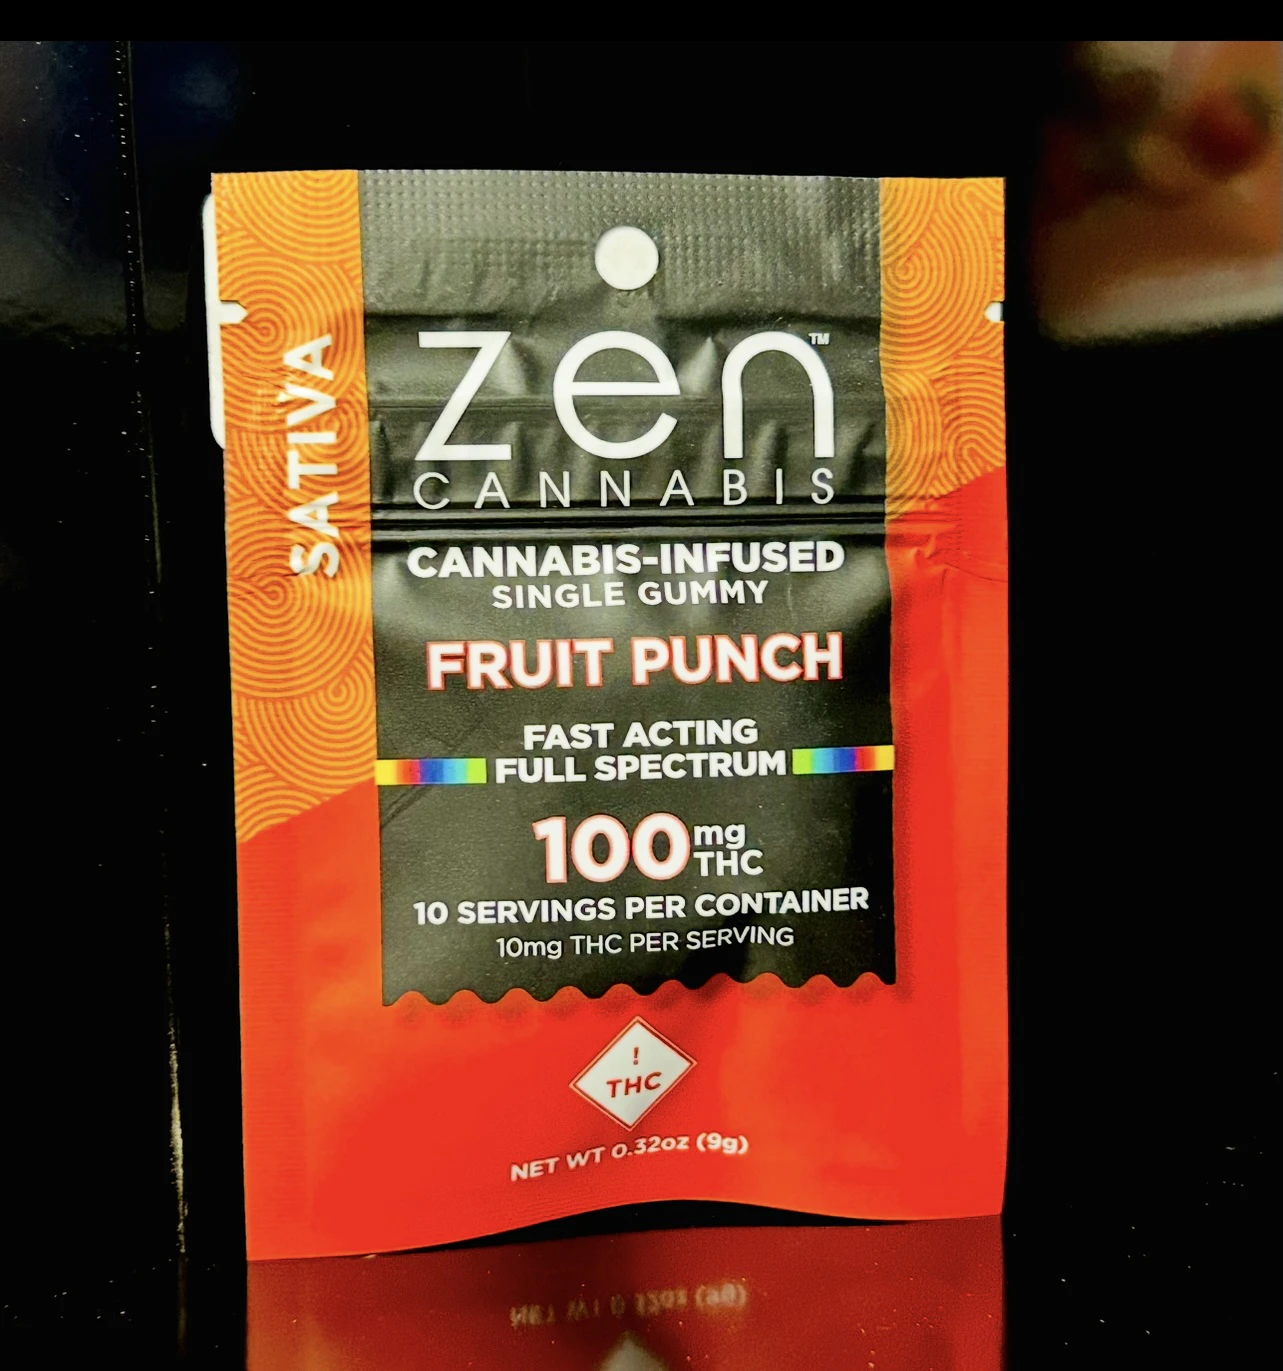 SATIVA
zen™
CANNABIS
CANNABIS-INFUSED
SINGLE GUMMY
FRUIT PUNCH
FAST ACTING
FULL SPECTRUM
100mg
THC
10 SERVINGS PER CONTAINER
10mg THC PER SERVING
!
THC
NET WT 0.32oz (9g)